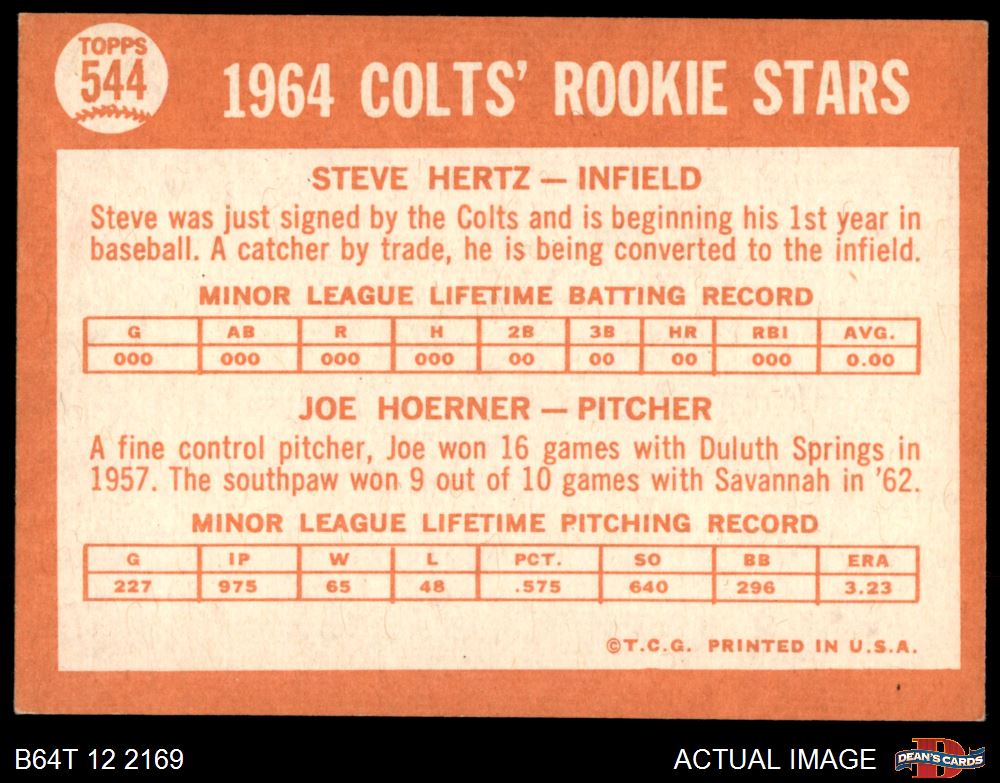 TOPPS
544
1964 COLTS' ROOKIE STARS
STEVE HERTZ — INFIELD
Steve was just signed by the Colts and is beginning his 1st year in
baseball. A catcher by trade, he is being converted to the infield.
MINOR LEAGUE LIFETIME BATTING RECORD
G AB R H 2B 3B HR RBI AVG.
000 000 000 000 00 00 00 000 0.00
JOE HOERNER — PITCHER
A fine control pitcher, Joe won 16 games with Duluth Springs in
1957. The southpaw won 9 out of 10 games with Savannah in '62.
MINOR LEAGUE LIFETIME PITCHING RECORD
G IP W L PCT. SO BB ERA
227 975 65 48 .575 640 296 3.23
©T.C.G. PRINTED IN U.S.A.
B64T 12 2169
ACTUAL IMAGE
D
DEAN'S CARDS